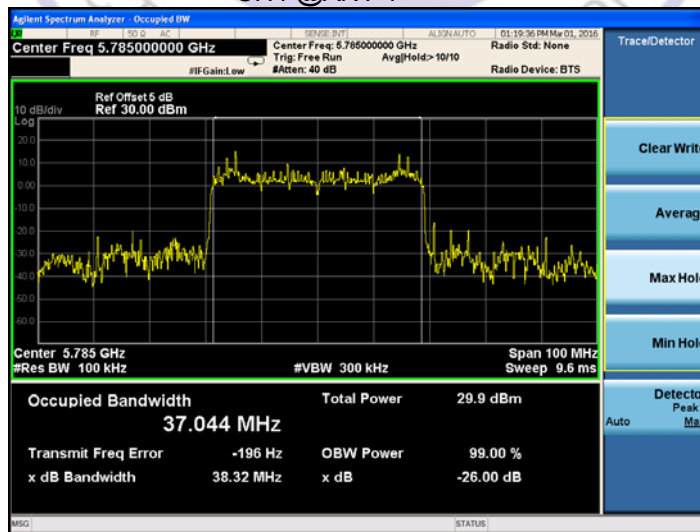 Agilent Spectrum Analyzer - Occupied BW
RF 50 Ω AC SENSE:INT ALIGN AUTO 01:19:36 PM Mar 01, 2016
Center Freq 5.785000000 GHz Center Freq: 5.785000000 GHz Radio Std: None Trace/Detector
Trig: Free Run Avg|Hold:> 10/10
#IFGain:Low #Atten: 40 dB Radio Device: BTS
Ref Offset 5 dB
10 dB/div Ref 30.00 dBm
Log
20.0
10.0
0.00
-10.0
-20.0
-30.0
-40.0
-50.0
-60.0
Center 5.785 GHz Span 100 MHz
#Res BW 100 kHz #VBW 300 kHz Sweep 9.6 ms
Occupied Bandwidth Total Power 29.9 dBm
37.044 MHz
Transmit Freq Error -196 Hz OBW Power 99.00 %
x dB Bandwidth 38.32 MHz x dB -26.00 dB
Clear Writ
Averag
Max Hol
Min Hol
Detecto
Peak
Auto Ma
MSG STATUS